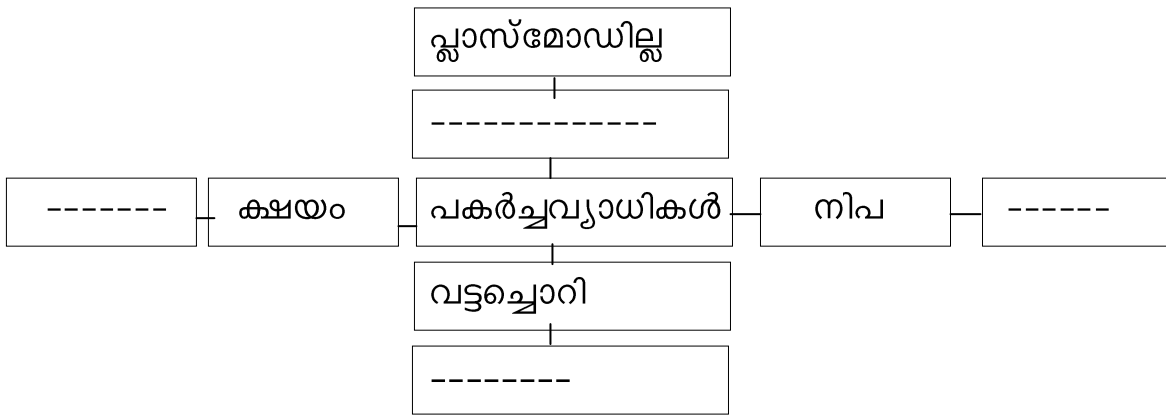 പ്ലാസ്മോഡില്ല
-------------
------- ക്ഷയം പകർച്ചവ്യാധികൾ നിപ ------
വട്ടച്ചൊറി
--------